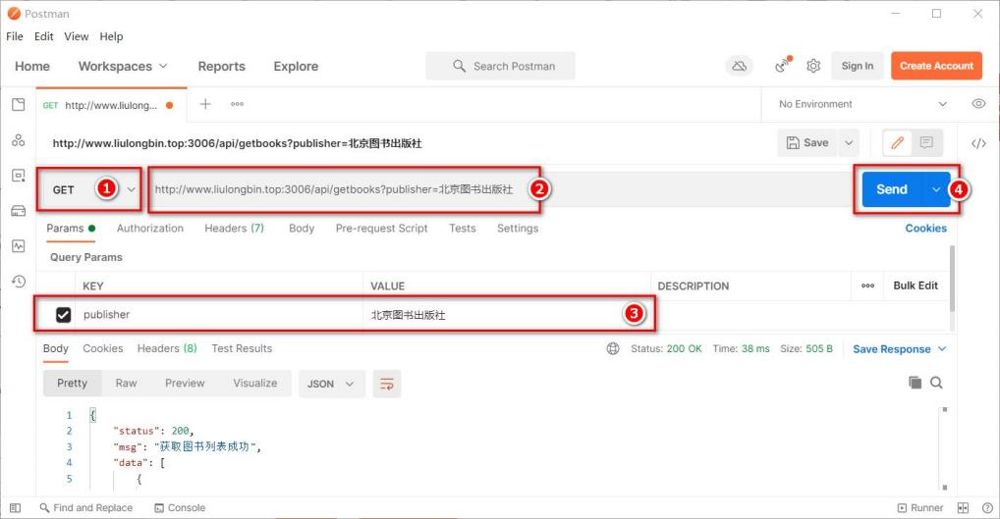 Postman
File Edit View Help
Home Workspaces Reports Explore Search Postman Sign In Create Account
GET http://www.liulong... No Environment
http://www.liulongbin.top:3006/api/getbooks?publisher=北京图书出版社 Save
GET 1 http://www.liulongbin.top:3006/api/getbooks?publisher=北京图书出版社 2 Send 4
Params Authorization Headers (7) Body Pre-request Script Tests Settings Cookies
Query Params
KEY VALUE DESCRIPTION Bulk Edit
publisher 北京图书出版社 3
Body Cookies Headers (8) Test Results Status: 200 OK Time: 38 ms Size: 505 B Save Response
Pretty Raw Preview Visualize JSON
1 {
2 "status": 200,
3 "msg": "获取图书列表成功",
4 "data": [
5 {
Find and Replace Console Runner